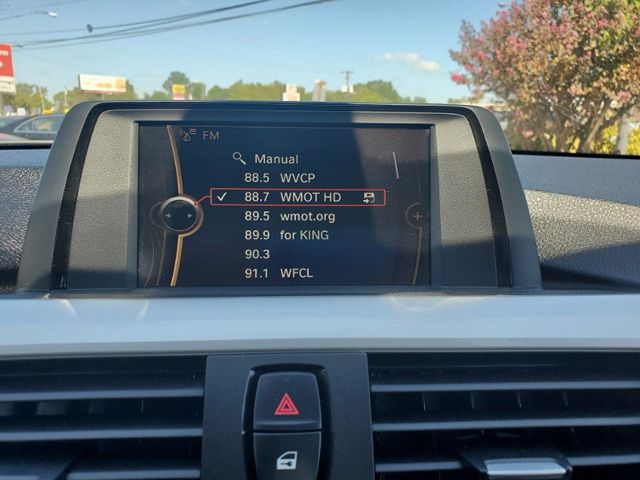 FM
Manual
88.5 WVCP
88.7 WMOT HD
89.5 wmot.org
89.9 for KING
90.3
91.1 WFCL